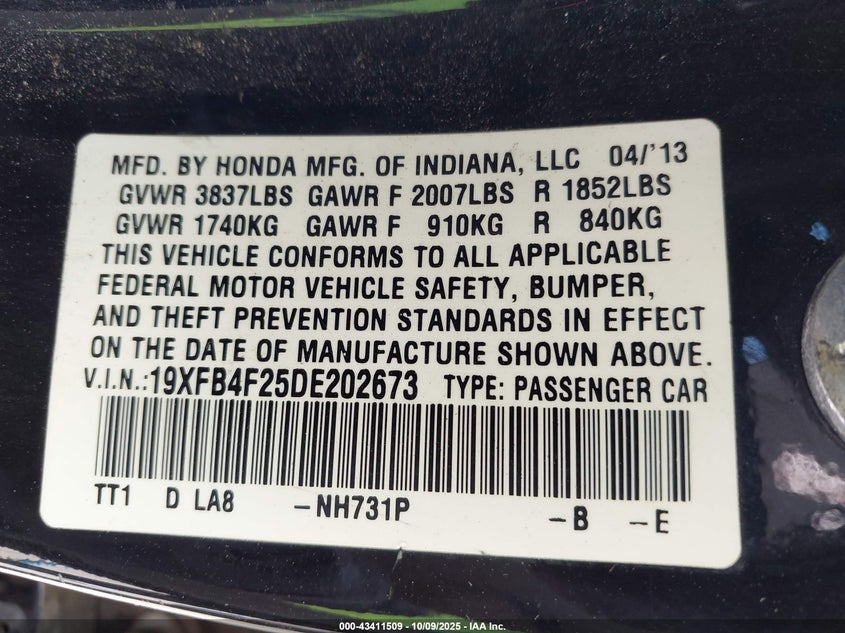 MFD. BY HONDA MFG. OF INDIANA, LLC 04/'13
GVWR 3837LBS GAWR F 2007LBS R 1852LBS
GVWR 1740KG GAWR F 910KG R 840KG
THIS VEHICLE CONFORMS TO ALL APPLICABLE
FEDERAL MOTOR VEHICLE SAFETY, BUMPER,
AND THEFT PREVENTION STANDARDS IN EFFECT
ON THE DATE OF MANUFACTURE SHOWN ABOVE.
V.I.N.:19XFB4F25DE202673 TYPE: PASSENGER CAR
TT1 D LA8 -NH731P -B -E
000-43411509 - 10/09/2025 - IAA Inc.